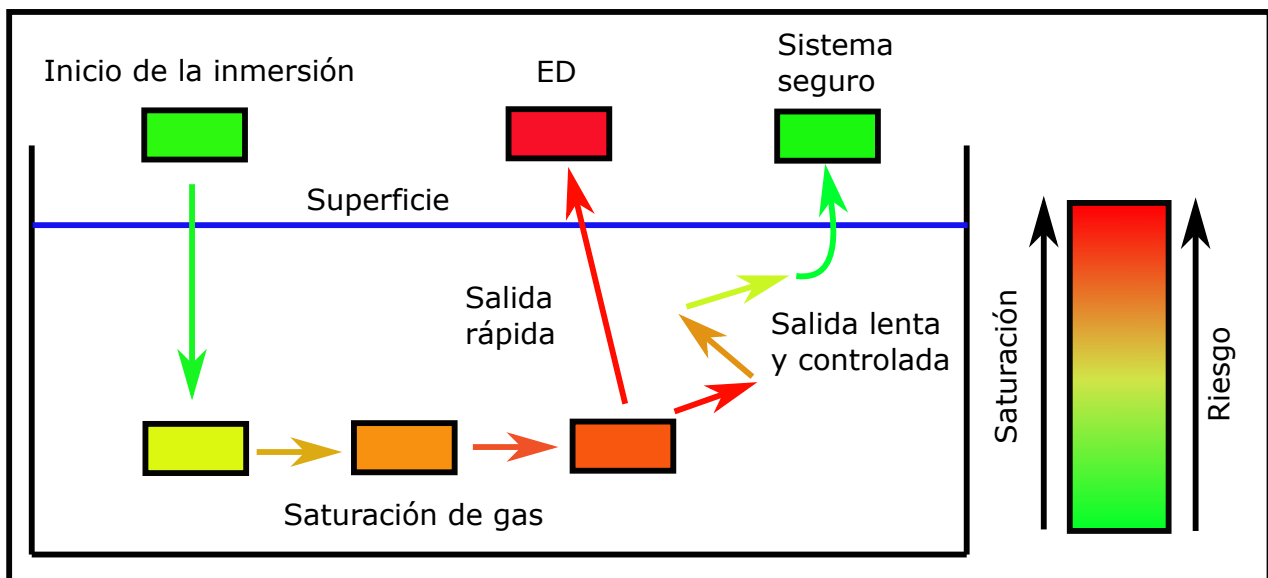 Inicio de la inmersión
ED
Sistema
seguro
Superficie
Salida
rápida
Salida lenta
y controlada
Saturación de gas
Saturación
Riesgo